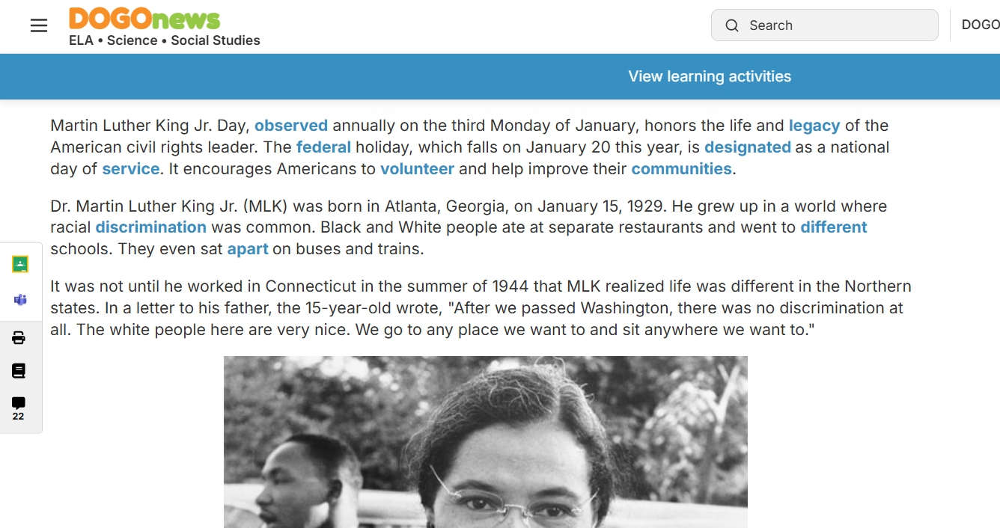 DOGOnews
ELA • Science • Social Studies
Search
DOGO
View learning activities
Martin Luther King Jr. Day, observed annually on the third Monday of January, honors the life and legacy of the
American civil rights leader. The federal holiday, which falls on January 20 this year, is designated as a national
day of service. It encourages Americans to volunteer and help improve their communities.
Dr. Martin Luther King Jr. (MLK) was born in Atlanta, Georgia, on January 15, 1929. He grew up in a world where
racial discrimination was common. Black and White people ate at separate restaurants and went to different
schools. They even sat apart on buses and trains.
It was not until he worked in Connecticut in the summer of 1944 that MLK realized life was different in the Northern
states. In a letter to his father, the 15-year-old wrote, "After we passed Washington, there was no discrimination at
all. The white people here are very nice. We go to any place we want to and sit anywhere we want to."
22